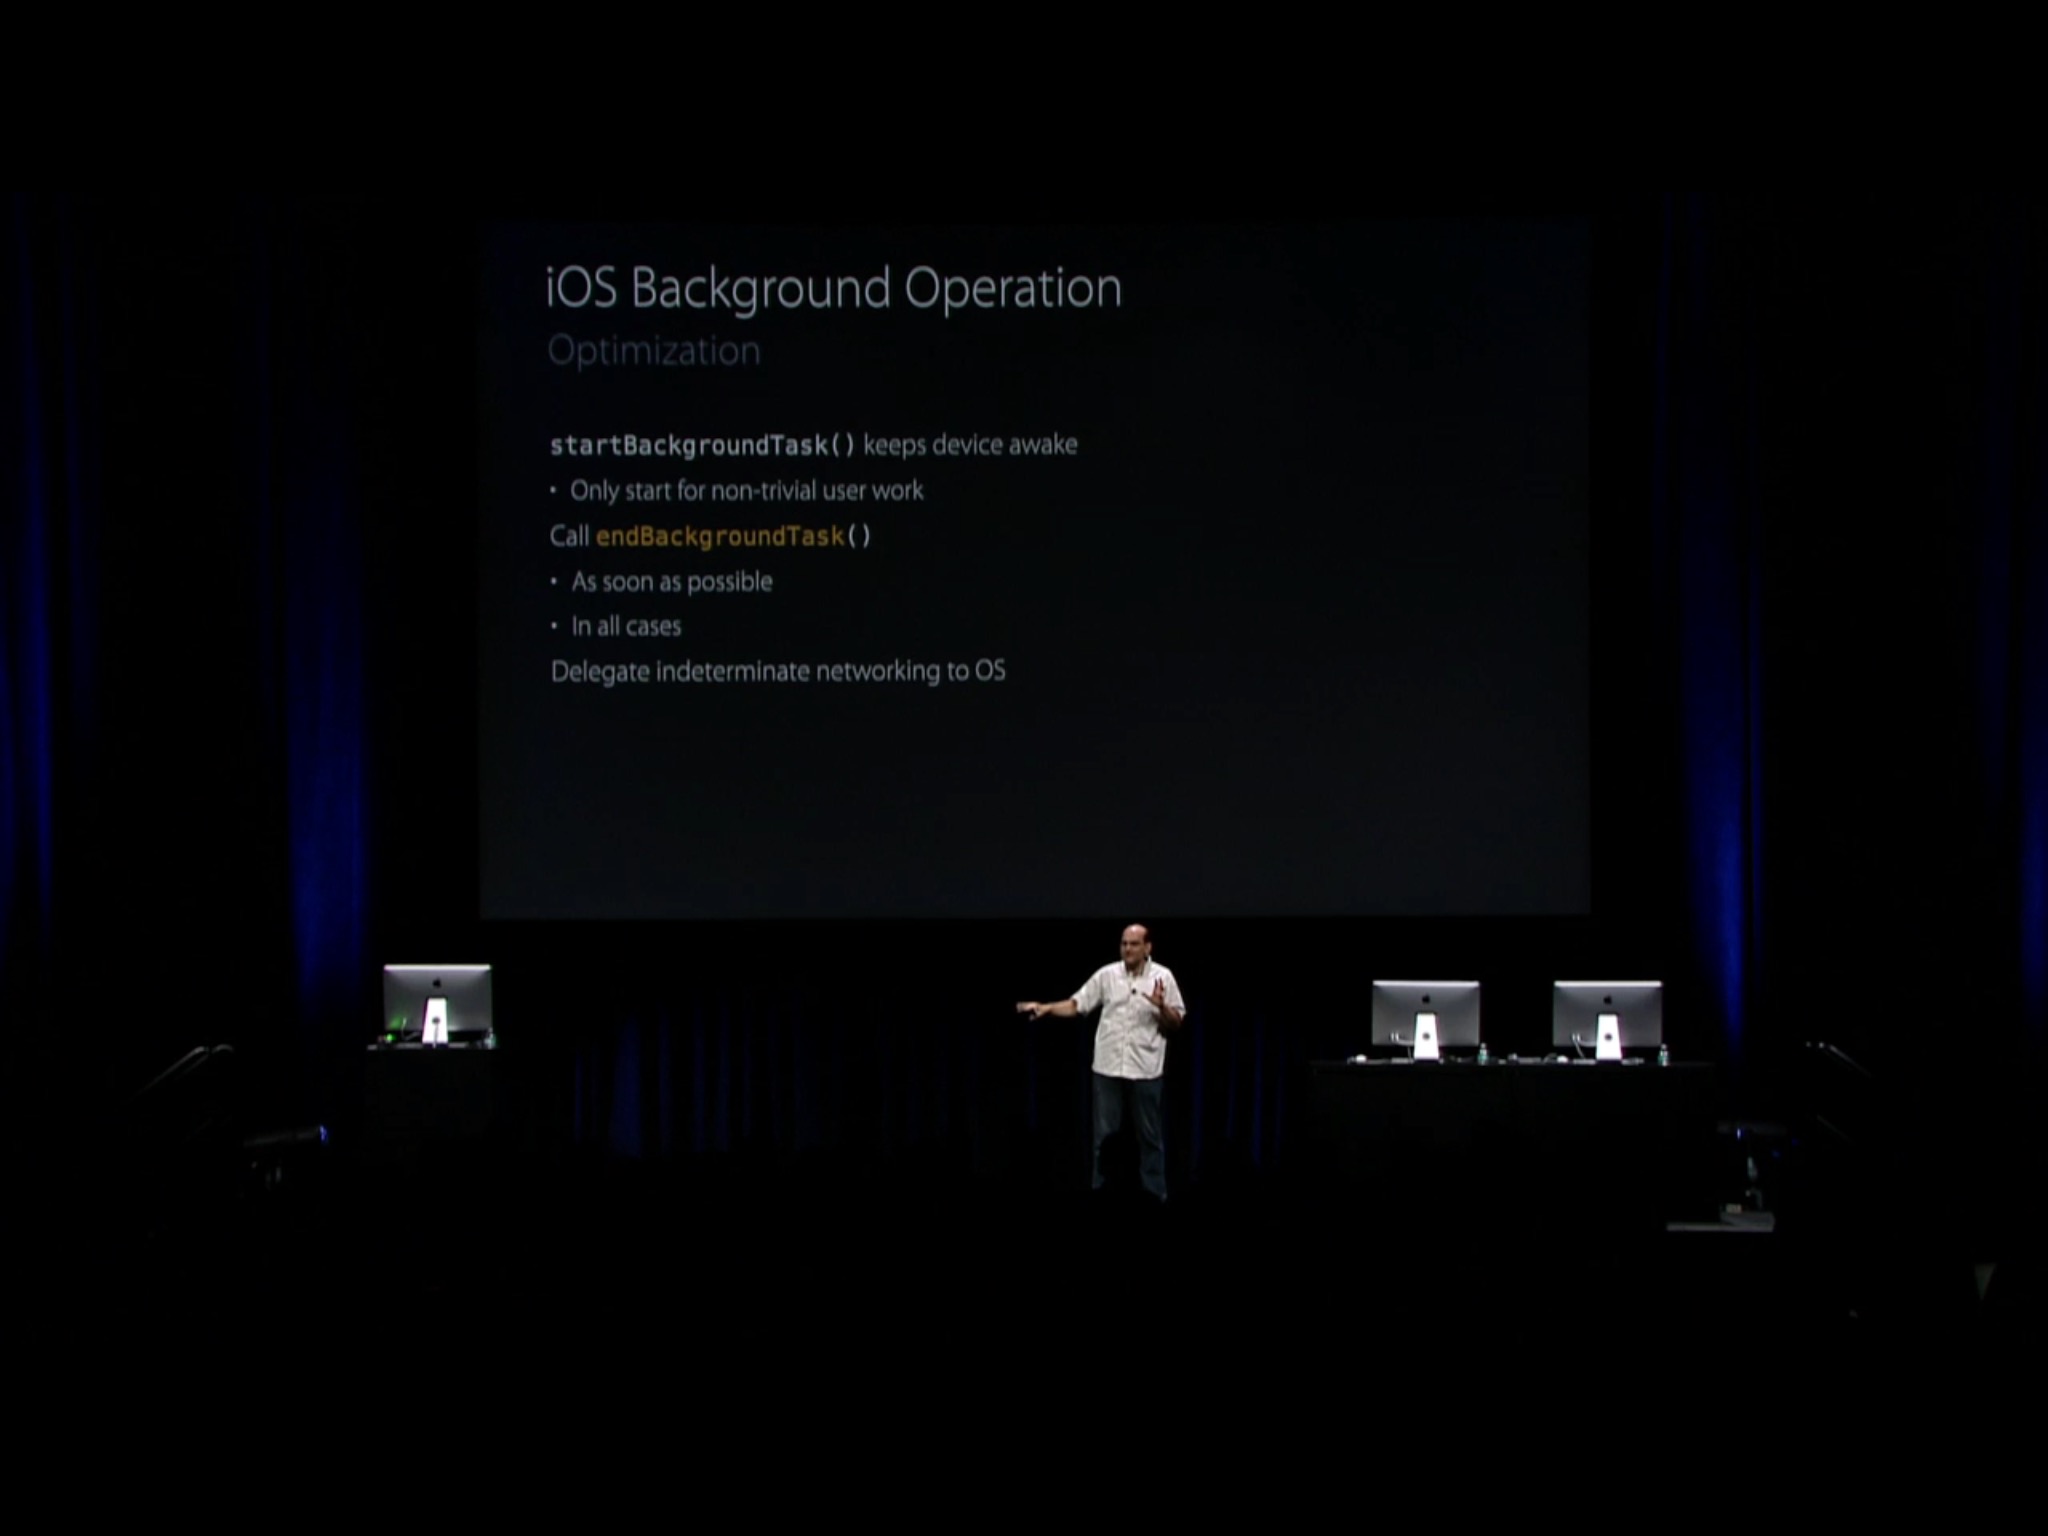 iOS Background Operation
Optimization
startBackgroundTask() keeps device awake
• Only start for non-trivial user work
Call endBackgroundTask()
• As soon as possible
• In all cases
Delegate indeterminate networking to OS